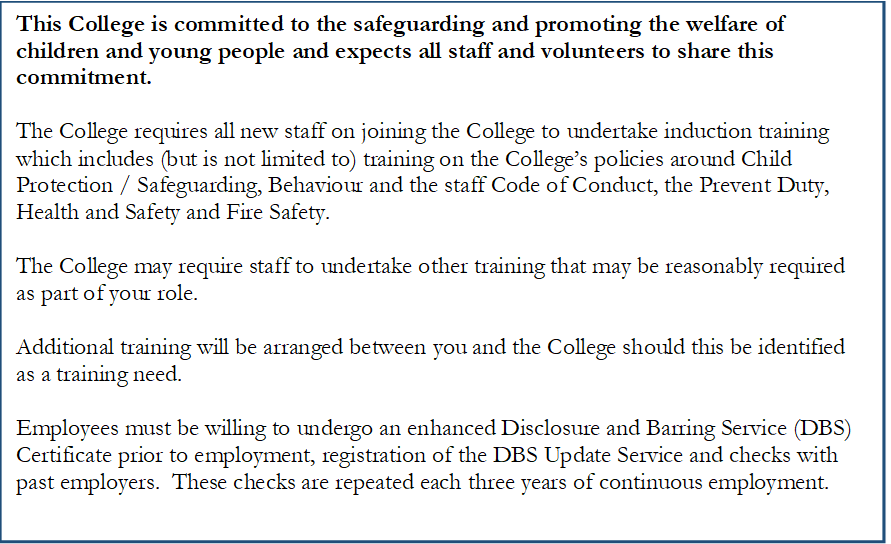 This College is committed to the safeguarding and promoting the welfare of
children and young people and expects all staff and volunteers to share this
commitment.
The College requires all new staff on joining the College to undertake induction training
which includes (but is not limited to) training on the College's policies around Child
Protection / Safeguarding, Behaviour and the staff Code of Conduct, the Prevent Duty,
Health and Safety and Fire Safety.
The College may require staff to undertake other training that may be reasonably required
as part of your role.
Additional training will be arranged between you and the College should this be identified
as a training need.
Employees must be willing to undergo an enhanced Disclosure and Barring Service (DBS)
Certificate prior to employment, registration of the DBS Update Service and checks with
past employers.  These checks are repeated each three years of continuous employment.